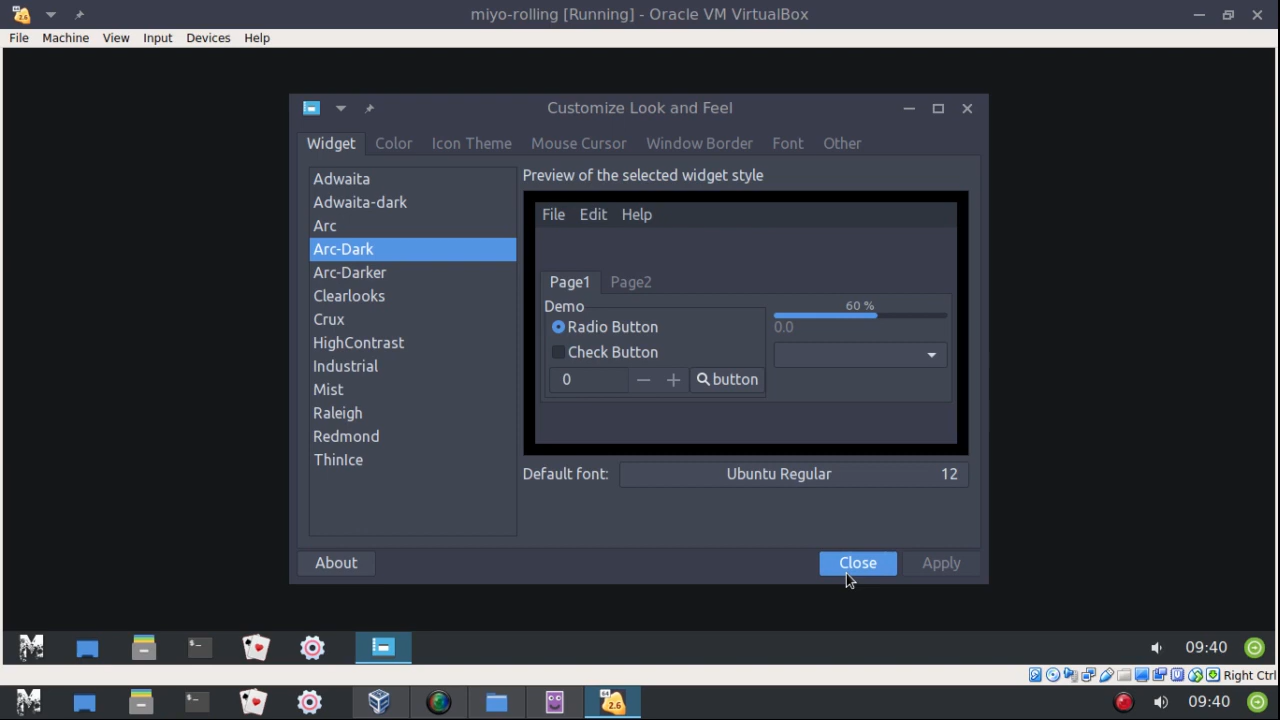 miyo-rolling [Running] - Oracle VM VirtualBox
File Machine View Input Devices Help
Customize Look and Feel
Widget Color Icon Theme Mouse Cursor Window Border Font Other
Adwaita
Adwaita-dark
Arc
Arc-Dark
Arc-Darker
Clearlooks
Crux
HighContrast
Industrial
Mist
Raleigh
Redmond
ThinIce
Preview of the selected widget style
File Edit Help
Page1 Page2
Demo
60 %
Radio Button
0.0
Check Button
0 button
Default font: Ubuntu Regular 12
About Close Apply
09:40
Right Ctrl
2.6
09:40